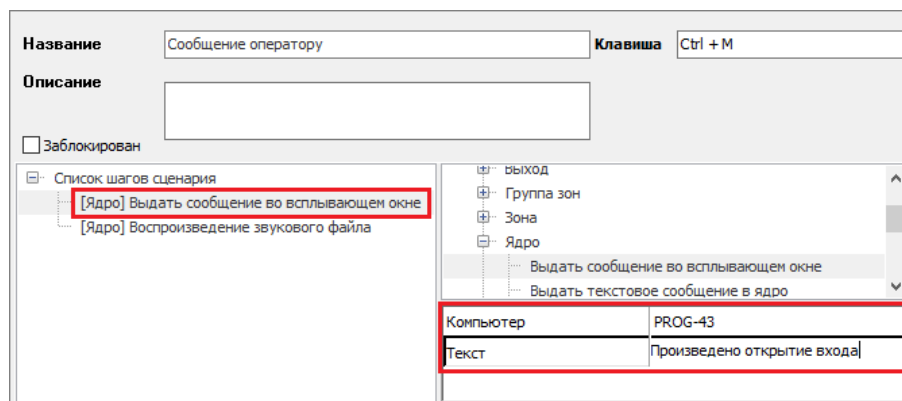 Название Сообщение оператору Клавиша Ctrl + M
Описание
Заблокирован
Список шагов сценария
[Ядро] Выдать сообщение во всплывающем окне
[Ядро] Воспроизведение звукового файла
Выход
Группа зон
Зона
Ядро
Выдать сообщение во всплывающем окне
Выдать текстовое сообщение в ядро
Компьютер PROG-43
Текст Произведено открытие входа